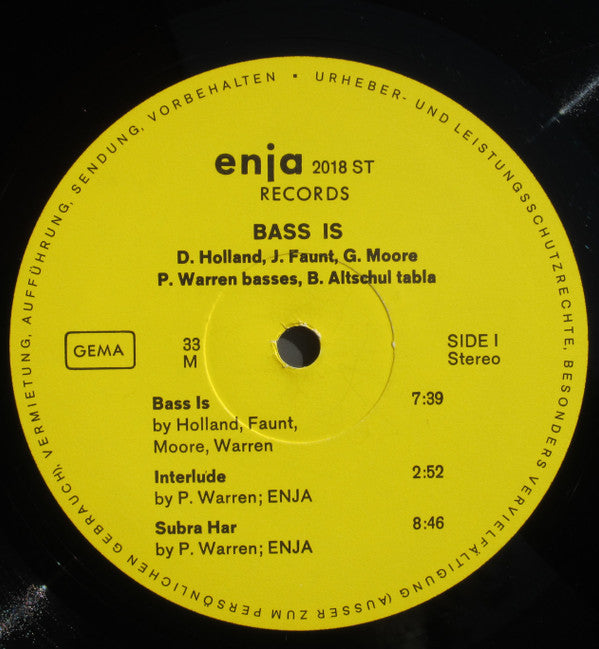 URHEBER- UND LEISTUNGSSCHUTZRECHTE, BESONDERS VERVIELFÄLTIGUNG (AUSSER ZUM PERSÖNLICHEN GEBRAUCH), VERMIETUNG, AUFFÜHRUNG, SENDUNG, VORBEHALTEN •
enja 2018 ST
RECORDS
BASS IS
D. Holland, J. Faunt, G. Moore
P. Warren basses, B. Altschul tabla
GEMA
33
M
SIDE I
Stereo
Bass Is 7:39
by Holland, Faunt,
Moore, Warren
Interlude 2:52
by P. Warren; ENJA
Subra Har 8:46
by P. Warren; ENJA